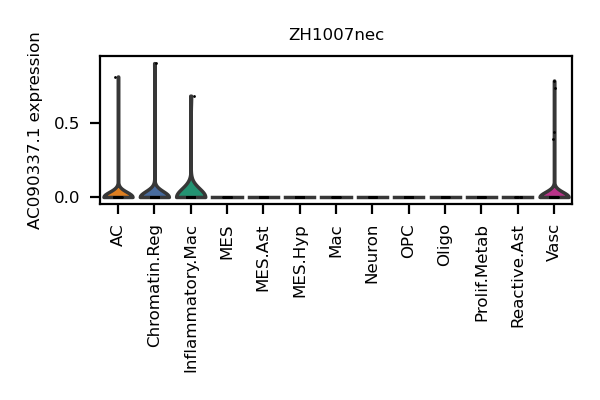 ZH1007nec
AC090337.1 expression
0.5
0.0
AC
Chromatin.Reg
Inflammatory.Mac
MES
MES.Ast
MES.Hyp
Mac
Neuron
OPC
Oligo
Prolif.Metab
Reactive.Ast
Vasc